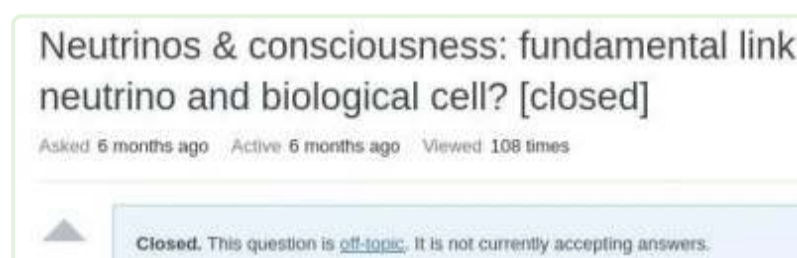 Neutrinos & consciousness: fundamental link
neutrino and biological cell? [closed]
Asked 6 months ago Active 6 months ago Viewed 108 times
Closed. This question is off-topic. It is not currently accepting answers.